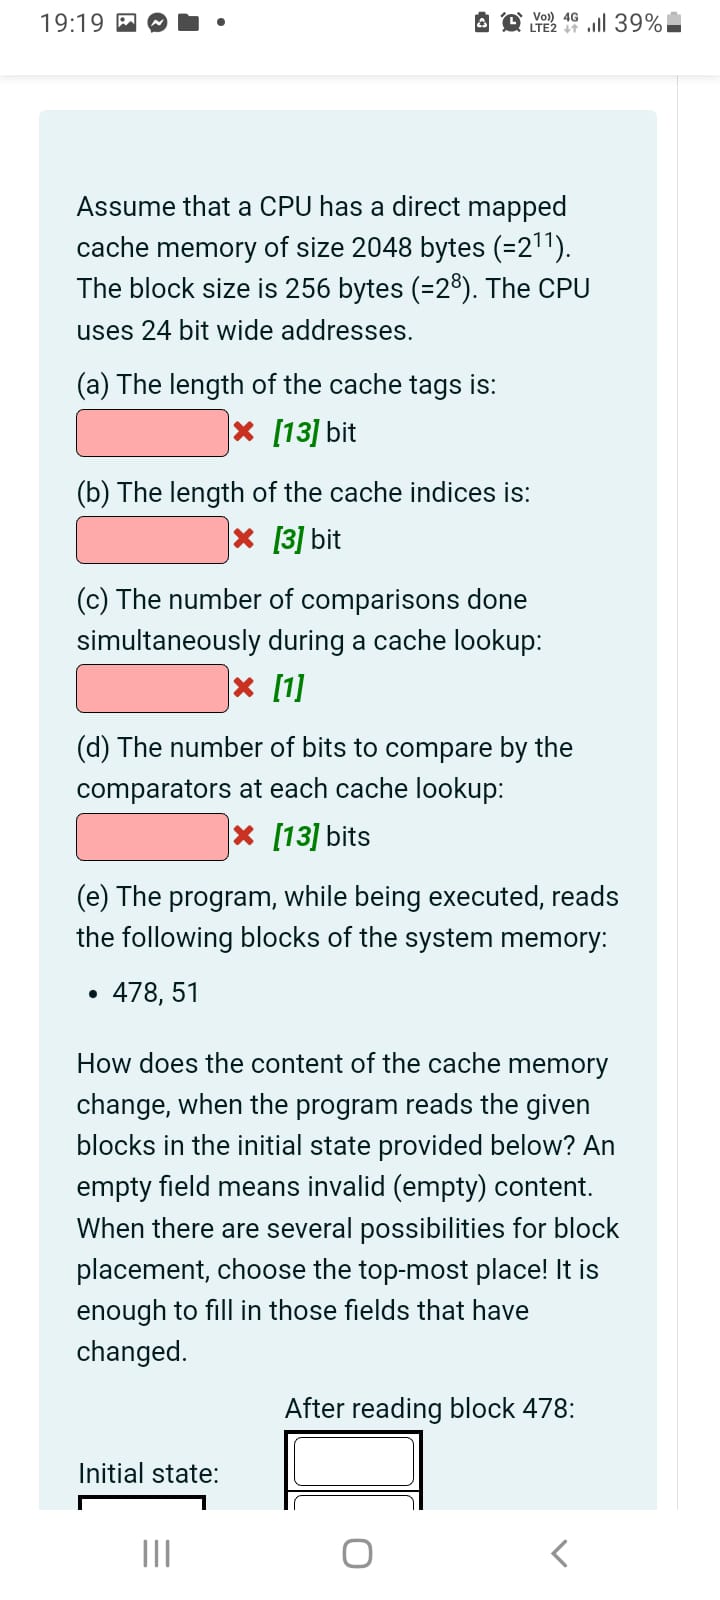 19:19 Vo)) LTE2 4G 39%
Assume that a CPU has a direct mapped
cache memory of size 2048 bytes (=2¹¹).
The block size is 256 bytes (=2⁸). The CPU
uses 24 bit wide addresses.
(a) The length of the cache tags is:
[13] bit
(b) The length of the cache indices is:
[3] bit
(c) The number of comparisons done
simultaneously during a cache lookup:
[1]
(d) The number of bits to compare by the
comparators at each cache lookup:
[13] bits
(e) The program, while being executed, reads
the following blocks of the system memory:
• 478, 51
How does the content of the cache memory
change, when the program reads the given
blocks in the initial state provided below? An
empty field means invalid (empty) content.
When there are several possibilities for block
placement, choose the top-most place! It is
enough to fill in those fields that have
changed.
After reading block 478:
Initial state: